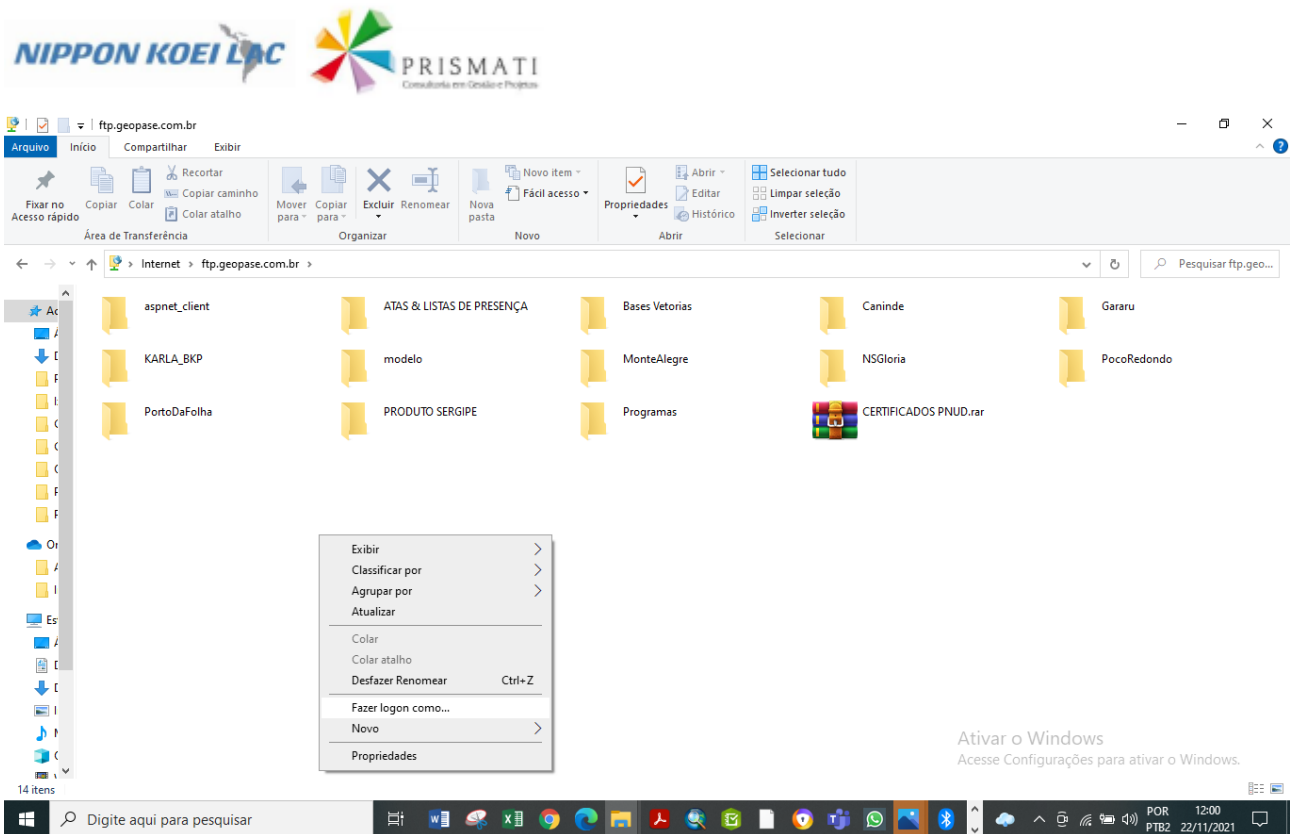 NIPPON KOEI LAC
PRISMATI
Consultoria em Gestão e Projetos
ftp.geopase.com.br
Arquivo Início Compartilhar Exibir
Fixar no
Acesso rápido
Copiar
Colar
Recortar
Copiar caminho
Colar atalho
Área de Transferência
Mover
para
Copiar
para
Excluir
Renomear
Organizar
Nova
pasta
Novo item
Fácil acesso
Novo
Propriedades
Abrir
Editar
Histórico
Abrir
Selecionar tudo
Limpar seleção
Inverter seleção
Selecionar
Internet > ftp.geopase.com.br >
Pesquisar ftp.geo...
aspnet_client
ATAS & LISTAS DE PRESENÇA
Bases Vetorias
Caninde
Gararu
KARLA_BKP
modelo
MonteAlegre
NSGloria
PocoRedondo
PortoDaFolha
PRODUTO SERGIPE
Programas
CERTIFICADOS PNUD.rar
Exibir
Classificar por
Agrupar por
Atualizar
Colar
Colar atalho
Desfazer Renomear Ctrl+Z
Fazer logon como...
Novo
Propriedades
Ativar o Windows
Acesse Configurações para ativar o Windows.
14 itens
Digite aqui para pesquisar
POR
PTB2
12:00
22/11/2021